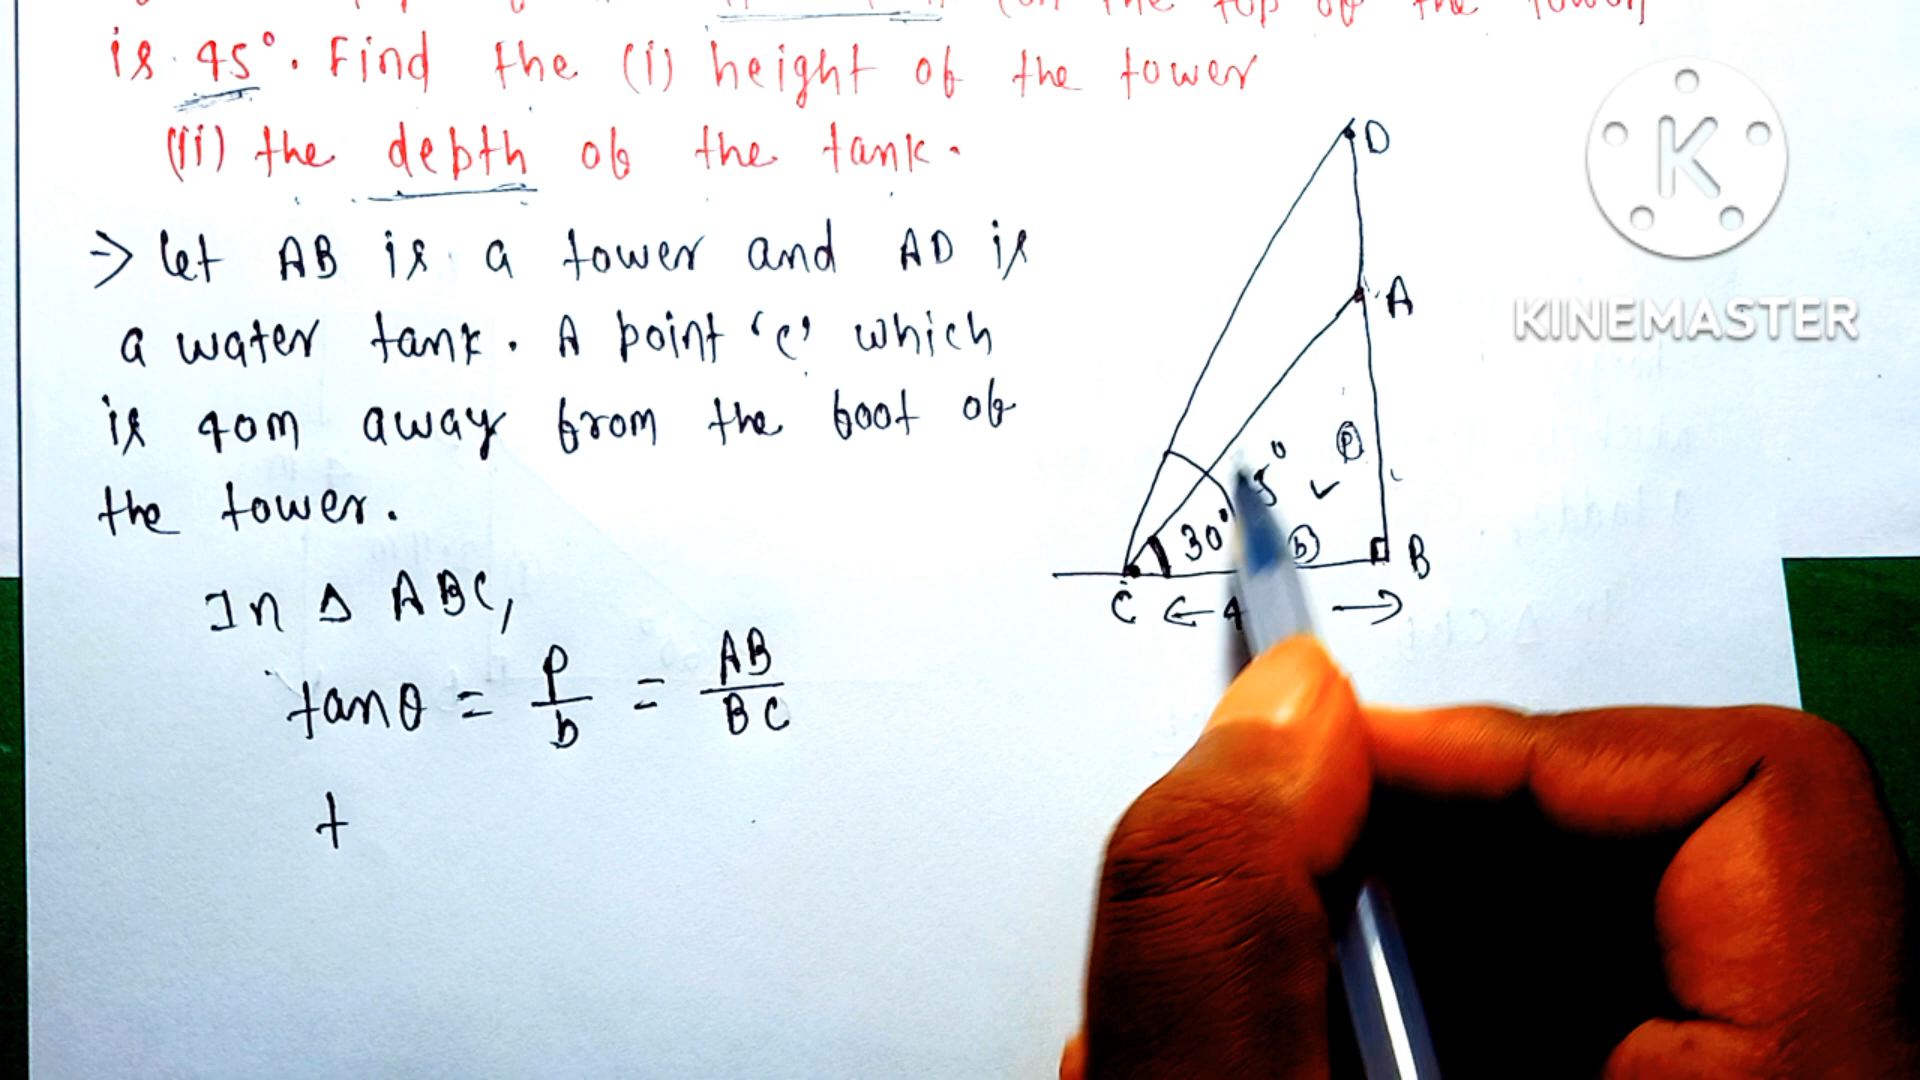 is 45°. Find the (i) height of the tower
(ii) the depth of the tank.
=> let AB is a tower and AD is
a water tank. A point 'c' which
is 40m away from the foot of
the tower.
In Δ ABC,
tanθ = P/b = AB/BC
t
D
A
P
5°
30°
b
B
C ← 4 →
K
KINEMASTER